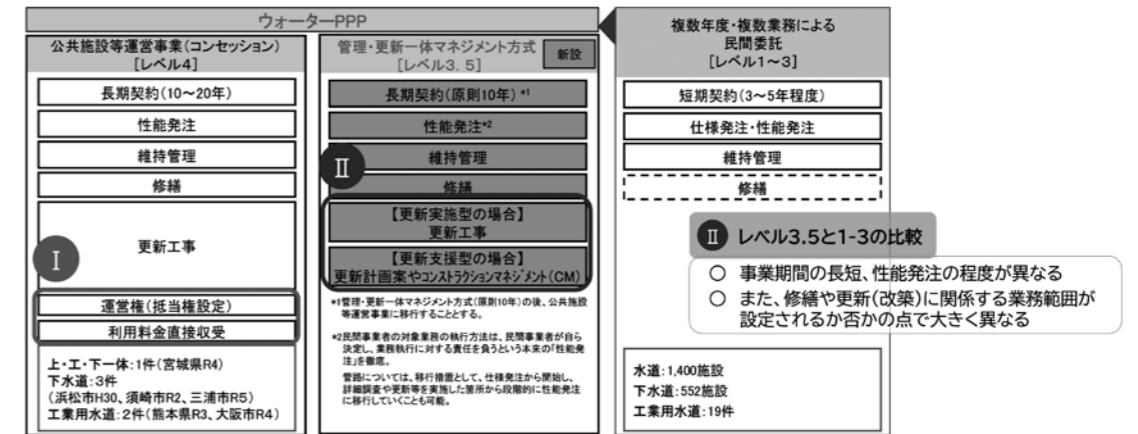 ウォーターPPP
公共施設等運営事業(コンセッション)
[レベル4]
長期契約(10～20年)
性能発注
維持管理
修繕
更新工事
Ⅰ
運営権(抵当権設定)
利用料金直接収受
上・工・下一体:1件(宮城県R4)
下水道:3件
(浜松市H30、須崎市R2、三浦市R5)
工業用水道:2件(熊本県R3、大阪市R4)
管理・更新一体マネジメント方式
[レベル3.5]
新設
長期契約(原則10年)*1
性能発注*2
維持管理
Ⅱ
修繕
【更新実施型の場合】
更新工事
【更新支援型の場合】
更新計画案やコンストラクションマネジメント(CM)
*1管理・更新一体マネジメント方式(原則10年)の後、公共施設
等運営事業に移行することとする。
*2民間事業者の対象業務の執行方法は、民間事業者が自ら
決定し、業務執行に対する責任を負うという本来の「性能発
注」を徹底。
管路については、移行措置として、仕様発注から開始し、
詳細調査や更新等を実施した箇所から段階的に性能発注
に移行していくことも可能。
複数年度・複数業務による
民間委託
[レベル1～3]
短期契約(3～5年程度)
仕様発注・性能発注
維持管理
修繕
Ⅱ レベル3.5と1-3の比較
○ 事業期間の長短、性能発注の程度が異なる
○ また、修繕や更新(改築)に関係する業務範囲が
設定されるか否かの点で大きく異なる
水道:1,400施設
下水道:552施設
工業用水道:19件